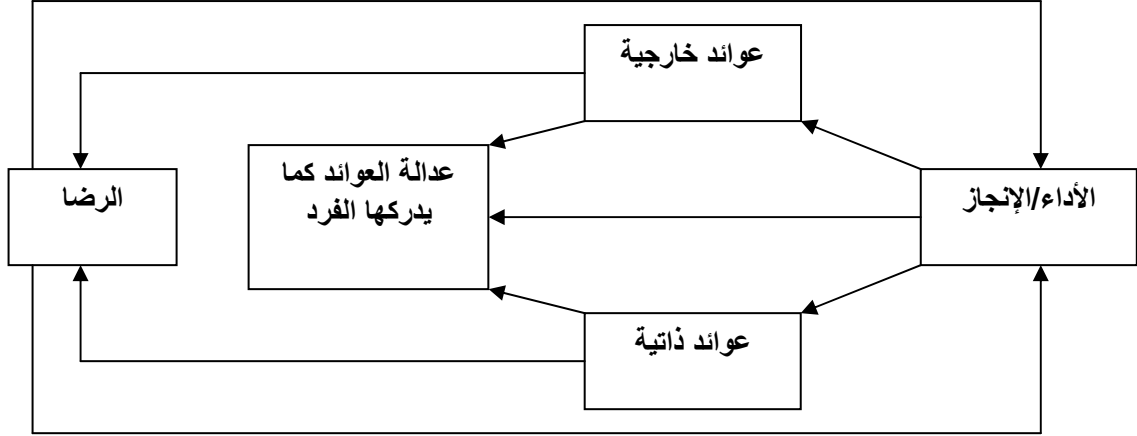 عوائد خارجية
الأداء/الإنجاز
عدالة العوائد كما
يدركها الفرد
الرضا
عوائد ذاتية